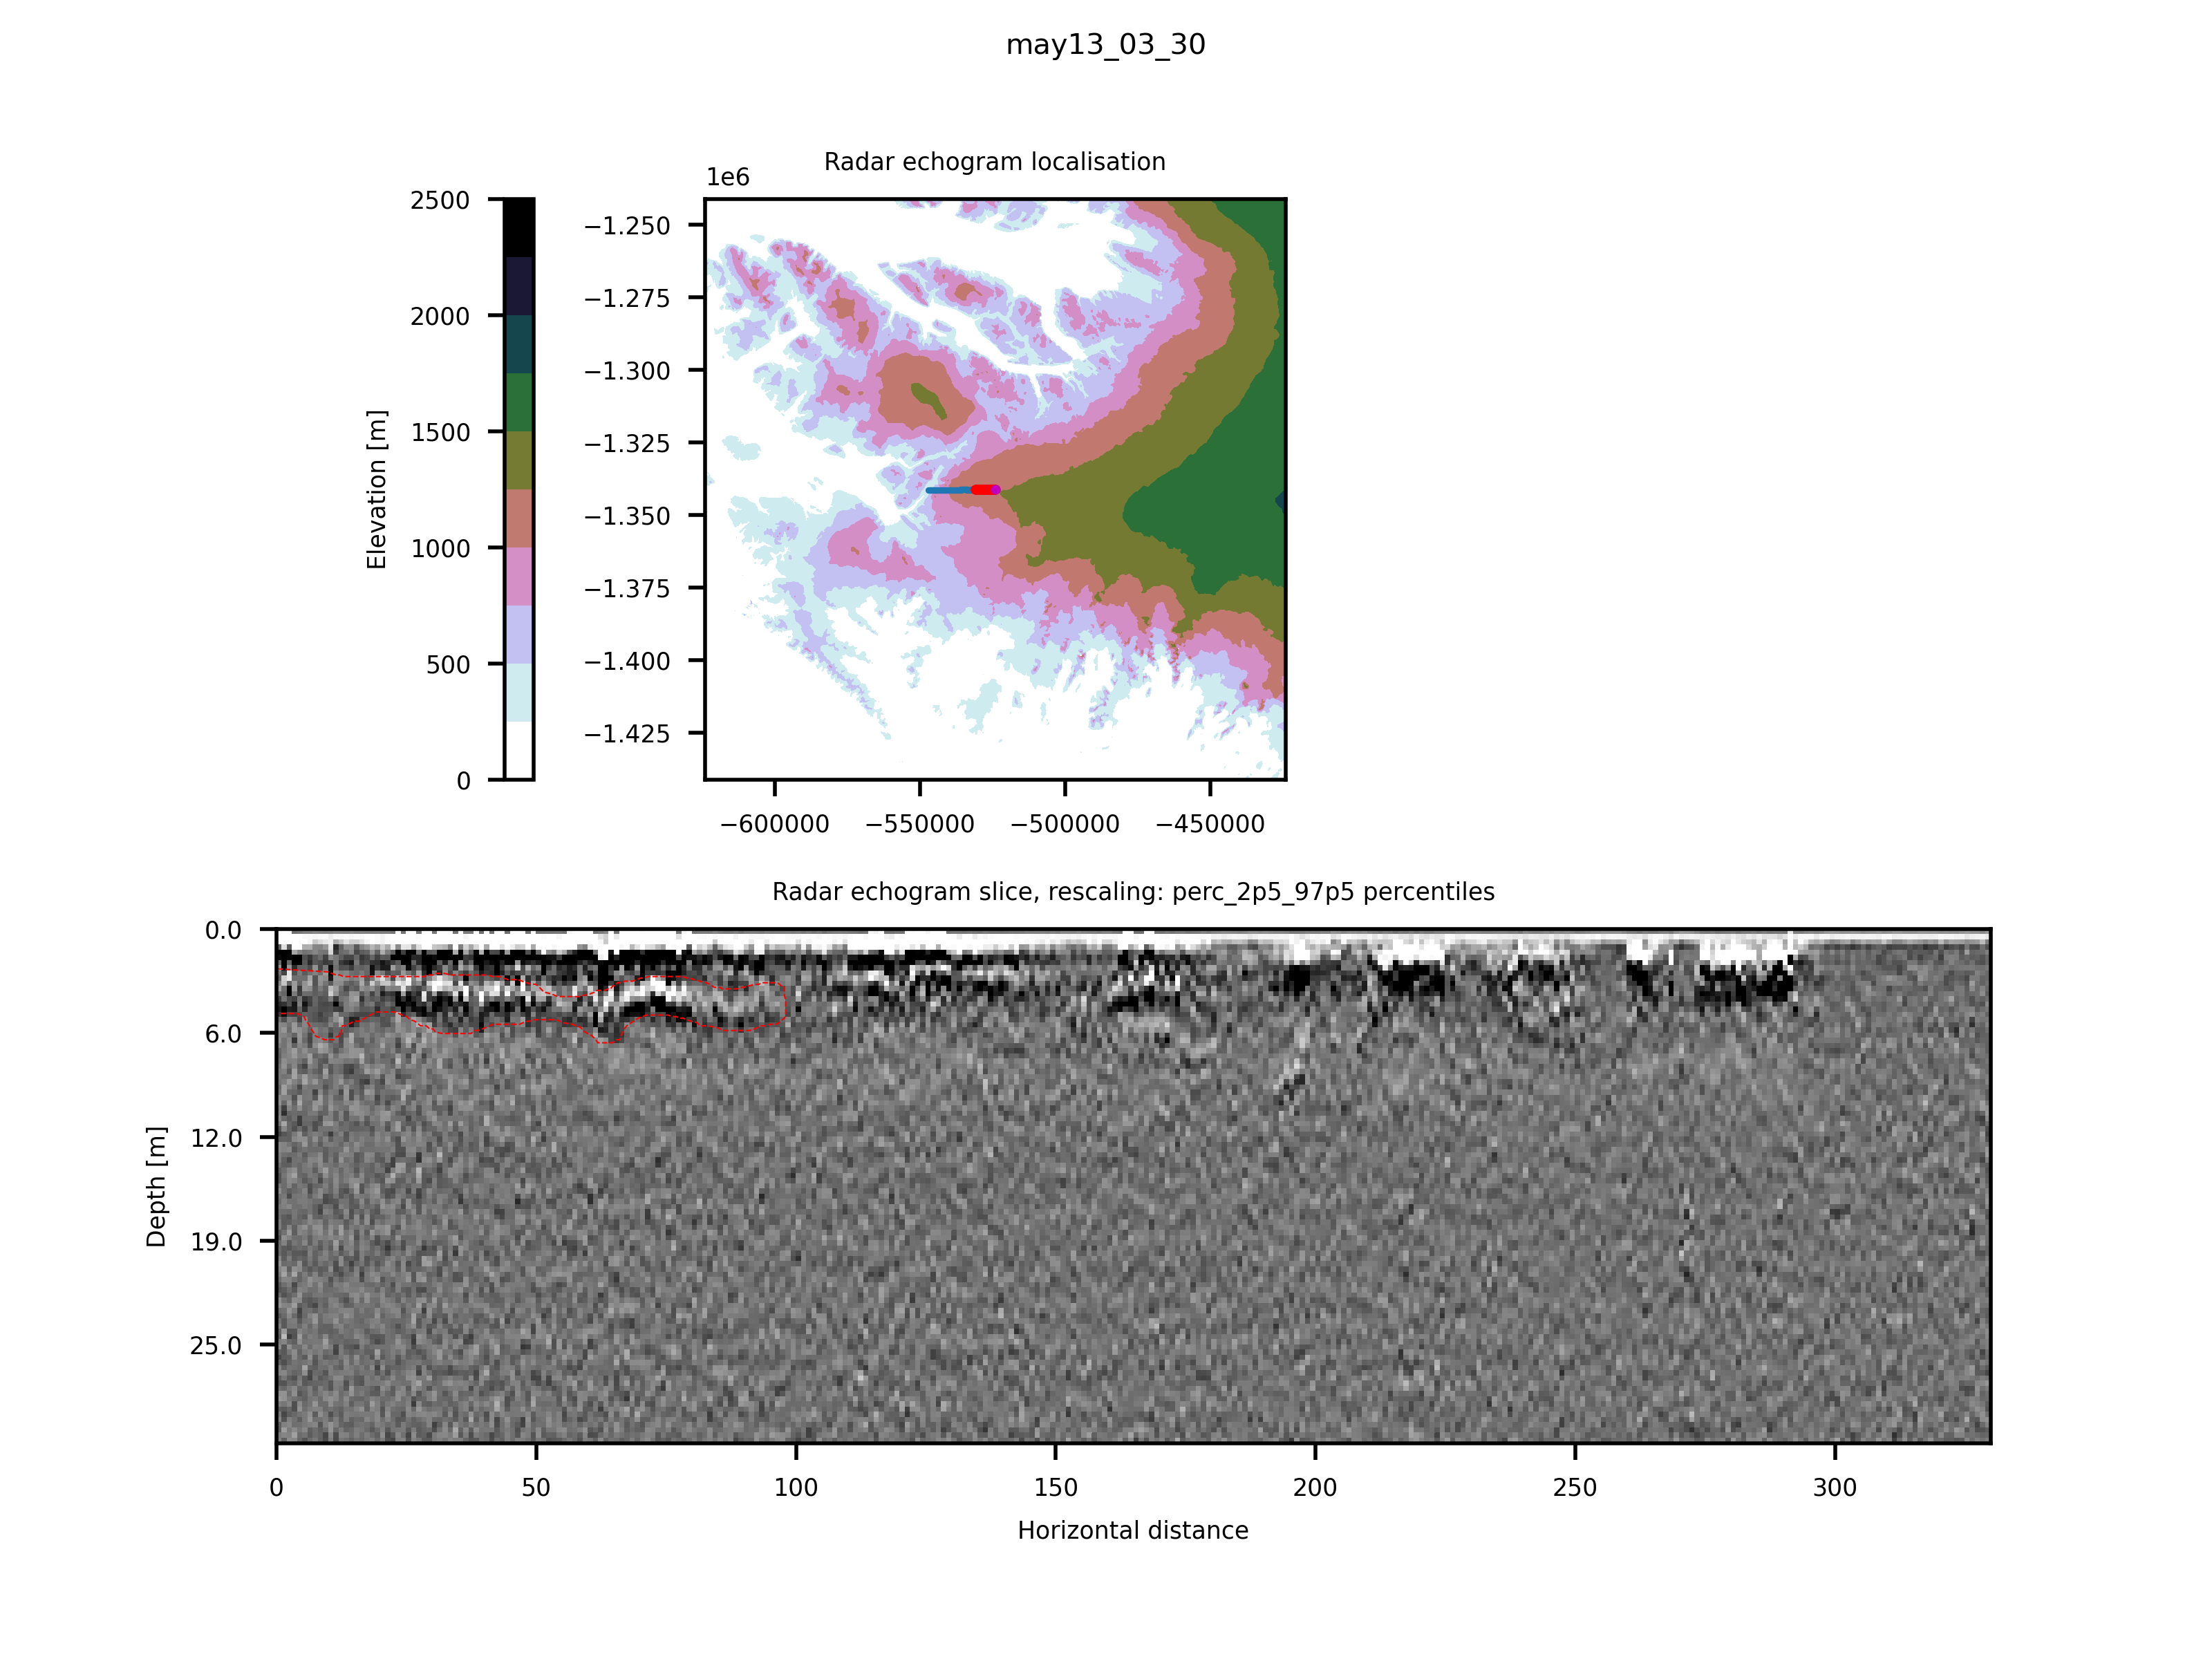 may13_03_30
Radar echogram localisation
1e6
2500
2000
1500
1000
500
0
Elevation [m]
−1.250
−1.275
−1.300
−1.325
−1.350
−1.375
−1.400
−1.425
−600000 −550000 −500000 −450000
Radar echogram slice, rescaling: perc_2p5_97p5 percentiles
0.0
6.0
12.0
19.0
25.0
Depth [m]
0 50 100 150 200 250 300
Horizontal distance